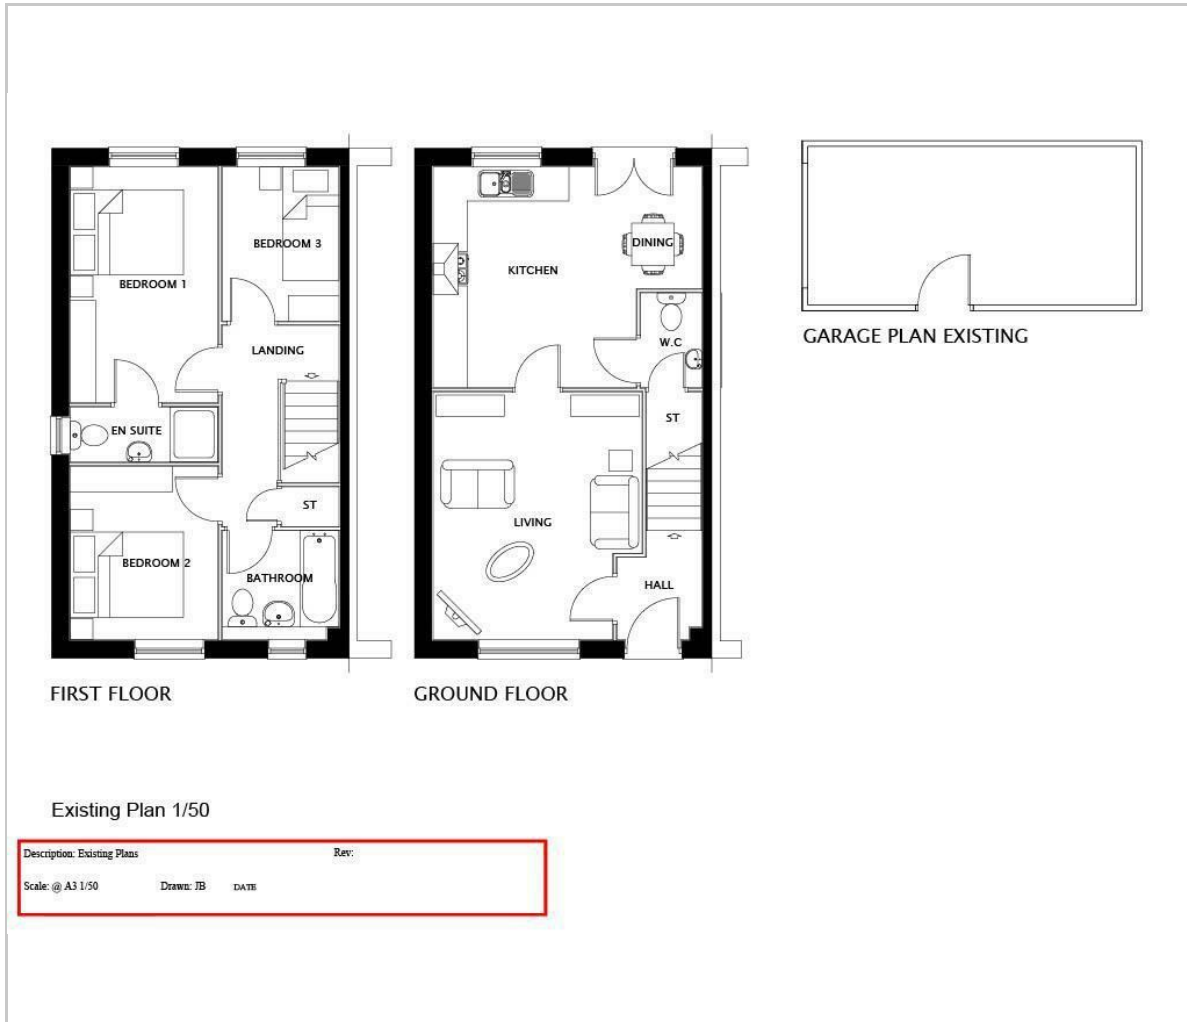 BEDROOM 1
BEDROOM 3
LANDING
EN SUITE
ST
BEDROOM 2
BATHROOM
FIRST FLOOR
KITCHEN
DINING
W.C
ST
LIVING
HALL
GROUND FLOOR
GARAGE PLAN EXISTING
Existing Plan 1/50
Description: Existing Plans Rev:
Scale: @ A3 1/50 Drawn: JB DATE